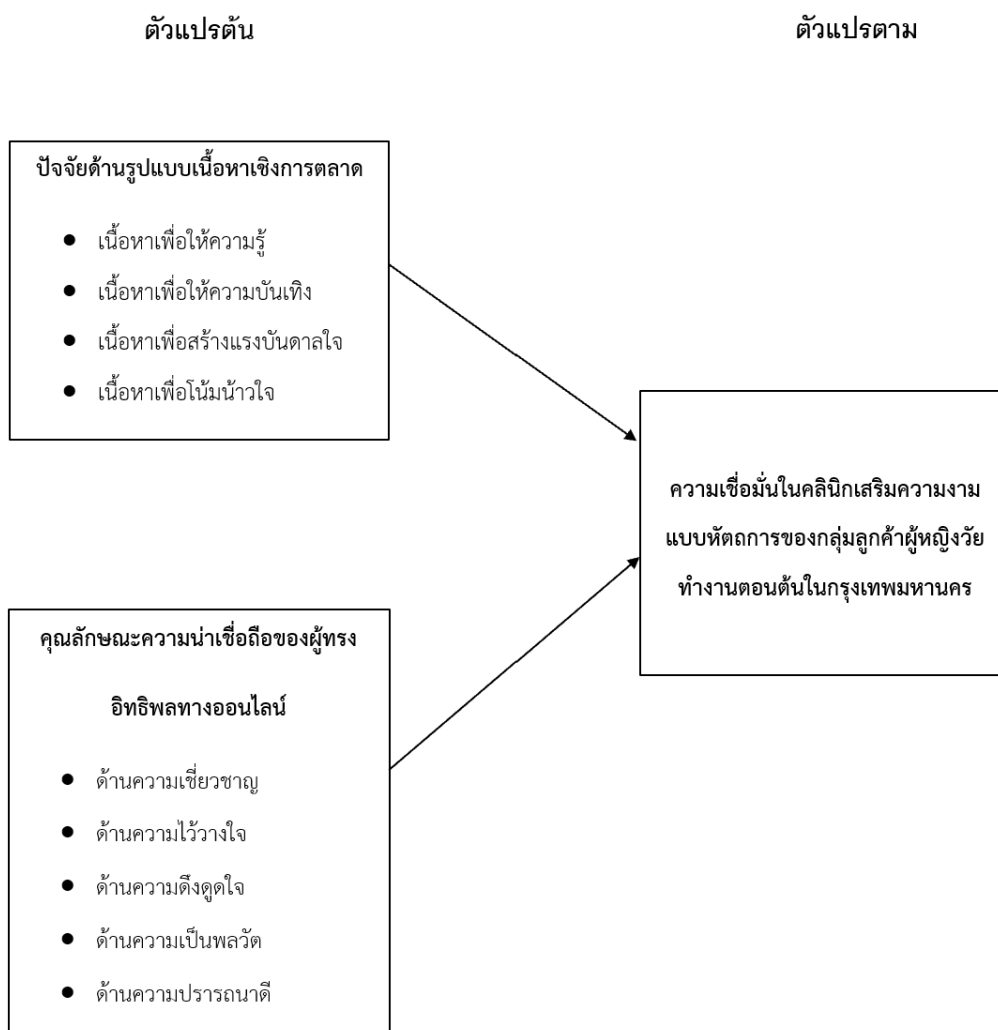 ตัวแปรต้น
ตัวแปรตาม
ปัจจัยด้านรูปแบบเนื้อหาเชิงการตลาด
● เนื้อหาเพื่อให้ความรู้
● เนื้อหาเพื่อให้ความบันเทิง
● เนื้อหาเพื่อสร้างแรงบันดาลใจ
● เนื้อหาเพื่อโน้มน้าวใจ
ความเชื่อมั่นในคลินิกเสริมความงาม
แบบหัตถการของกลุ่มลูกค้าผู้หญิงวัย
ทำงานตอนต้นในกรุงเทพมหานคร
คุณลักษณะความน่าเชื่อถือของผู้ทรง
อิทธิพลทางออนไลน์
● ด้านความเชี่ยวชาญ
● ด้านความไว้วางใจ
● ด้านความดึงดูดใจ
● ด้านความเป็นพลวัต
● ด้านความปรารถนาดี